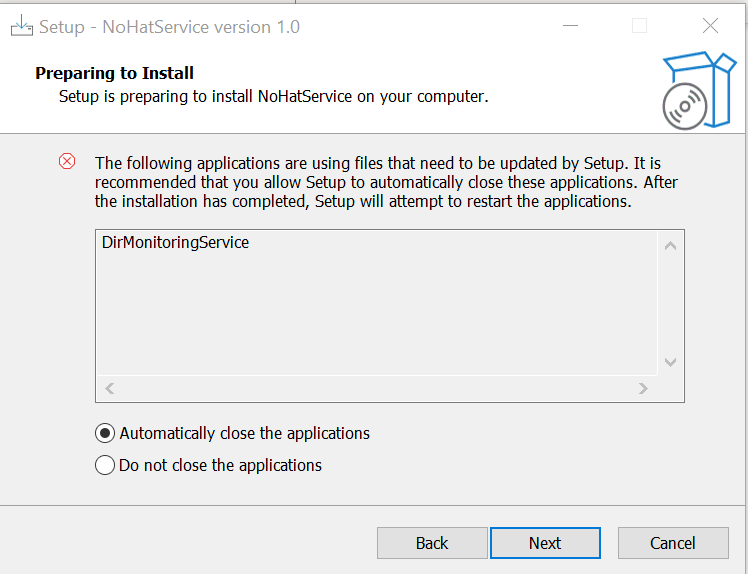 Setup - NoHatService version 1.0
Preparing to Install
Setup is preparing to install NoHatService on your computer.
The following applications are using files that need to be updated by Setup. It is
recommended that you allow Setup to automatically close these applications. After
the installation has completed, Setup will attempt to restart the applications.
DirMonitoringService
Automatically close the applications
Do not close the applications
Back
Next
Cancel